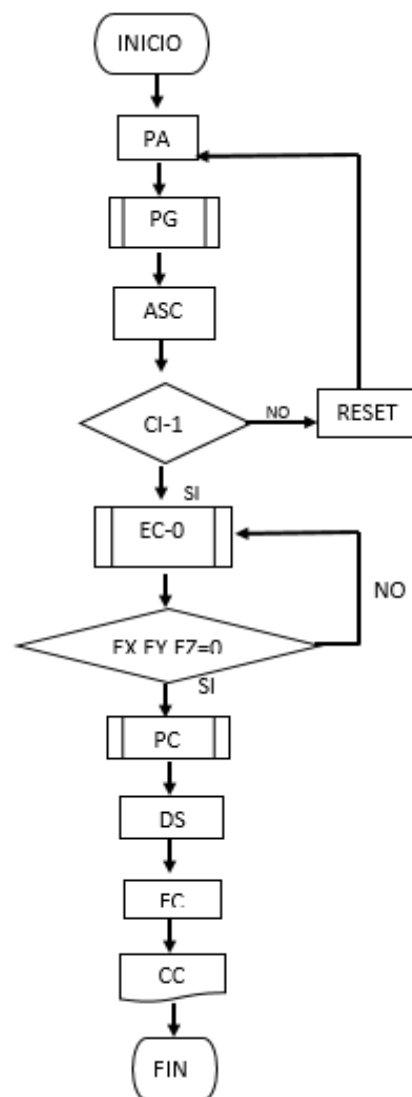 INICIO
PA
PG
ASC
CI-1
NO
RESET
SI
EC-0
NO
SI
PC
DS
CC
FIN